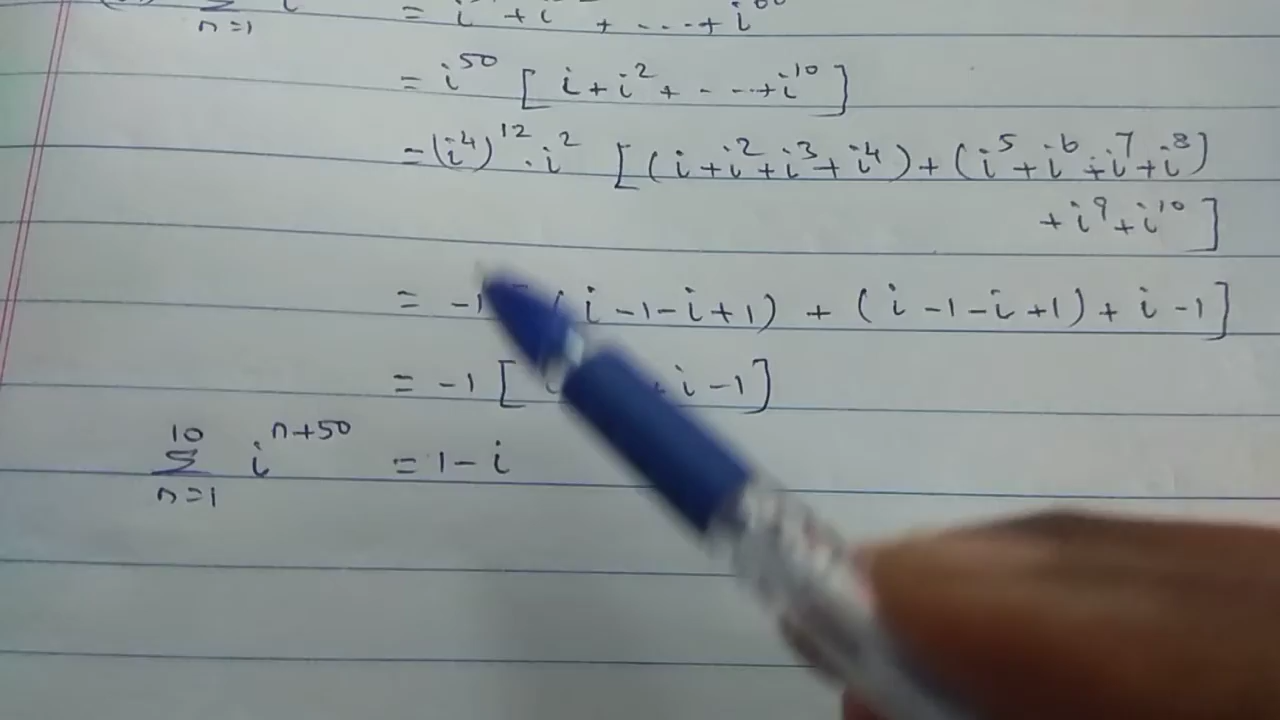 n=1 = i + i + ... + i
= i⁵⁰ [ i + i² + - - .. + i¹⁰ ]
= (i⁴)¹² . i² [ ( i + i² + i³ + i⁴ ) + ( i⁵ + i⁶ + i⁷ + i⁸ )
+ i⁹ + i¹⁰ ]
= -1 ( i - 1 - i + 1 ) + ( i - 1 - i + 1 ) + i - 1 ]
= -1 [ i - 1 ]
10 n+50
Σ i = 1 - i
n=1